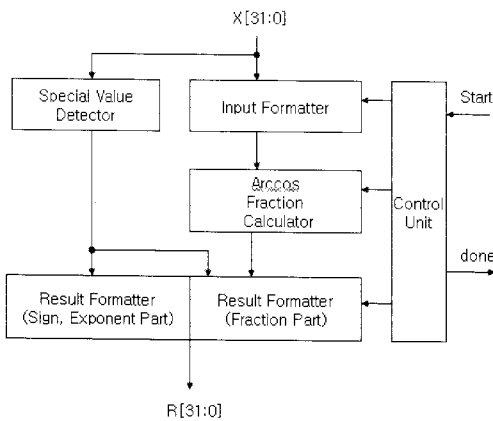 X[31:0]
Special Value
Detector
Input Formatter
Start
Arccos
Fraction
Calculator
Control
Unit
done
Result Formatter
(Sign, Exponent Part)
Result Formatter
(Fraction Part)
R[31:0]